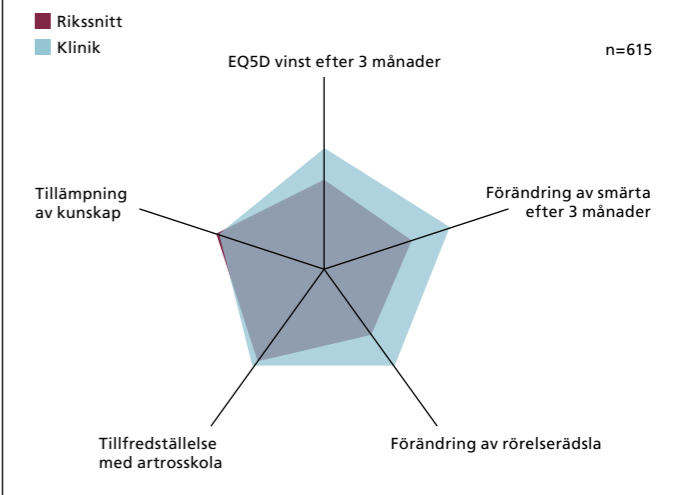 Rikssnitt
Klinik
n=615
EQ5D vinst efter 3 månader
Förändring av smärta
efter 3 månader
Tillämpning
av kunskap
Tillfredställelse
med artrosskola
Förändring av rörelserädsla